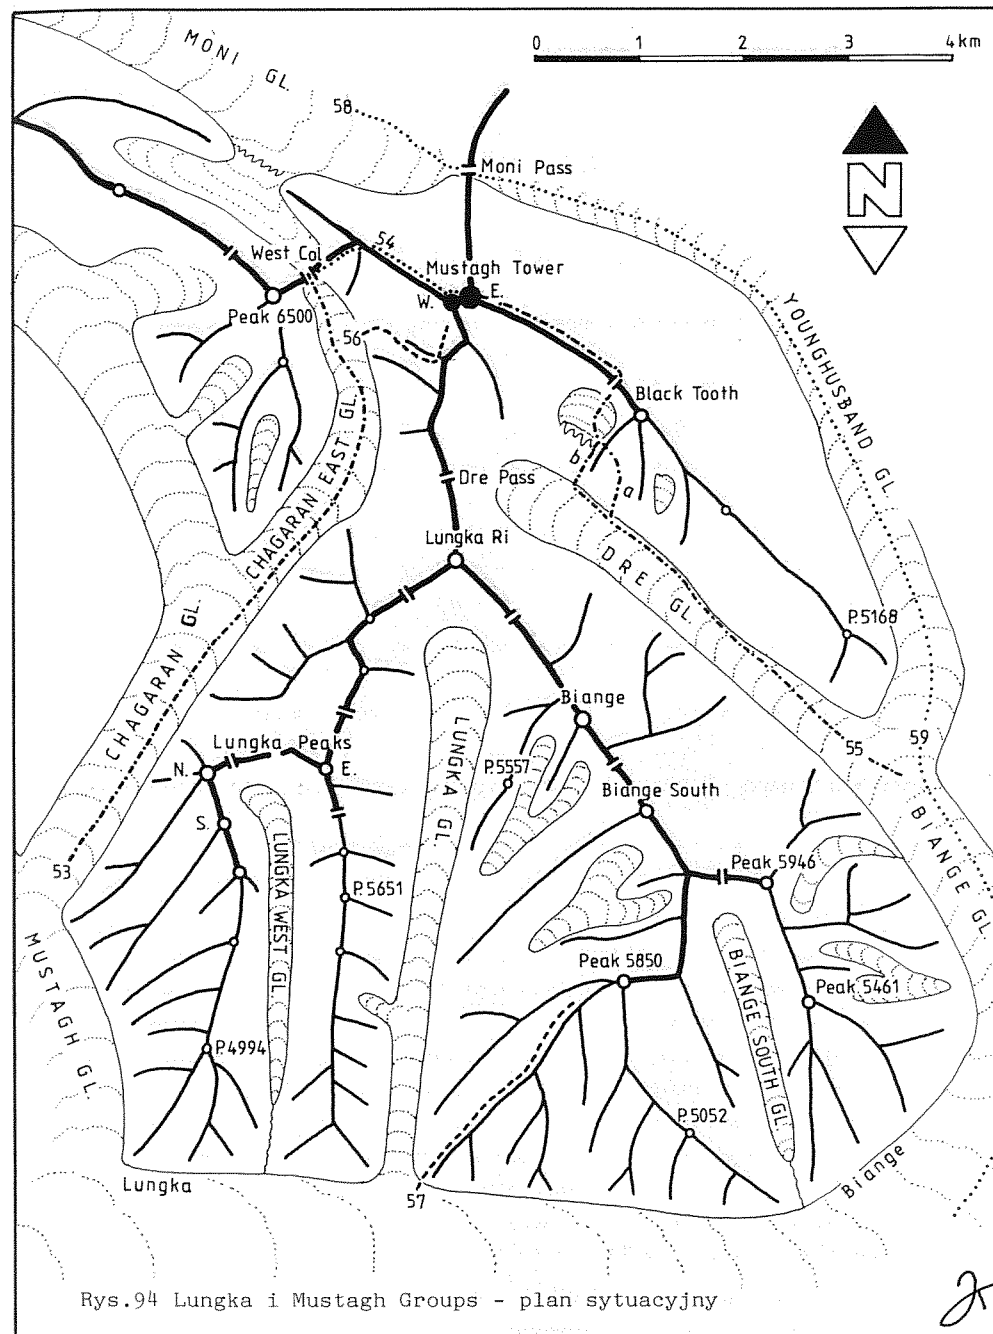 MONI GL.
0 1 2 3 4 km
58
Moni Pass
N
54
West Col
Mustagh Tower
W. E.
Peak 6500
56
YOUNGHUSBAND GL.
Black Tooth
b
a
Dre Pass
CHAGARAN EAST GL.
Lungka Ri
DRE GL.
P.5168
CHAGARAN GL.
Biange
LUNGKA GL.
55 59
Lungka Peaks
N. E.
P.5557
Biange South
S.
BIANGE GL.
53
LUNGKA WEST GL.
P.5651
Peak 5946
MUSTAGH GL.
Peak 5850
BIANGE SOUTH GL.
Peak 5461
P.4994
P.5052
Lungka
57
Biange
Rys.94 Lungka i Mustagh Groups - plan sytuacyjny